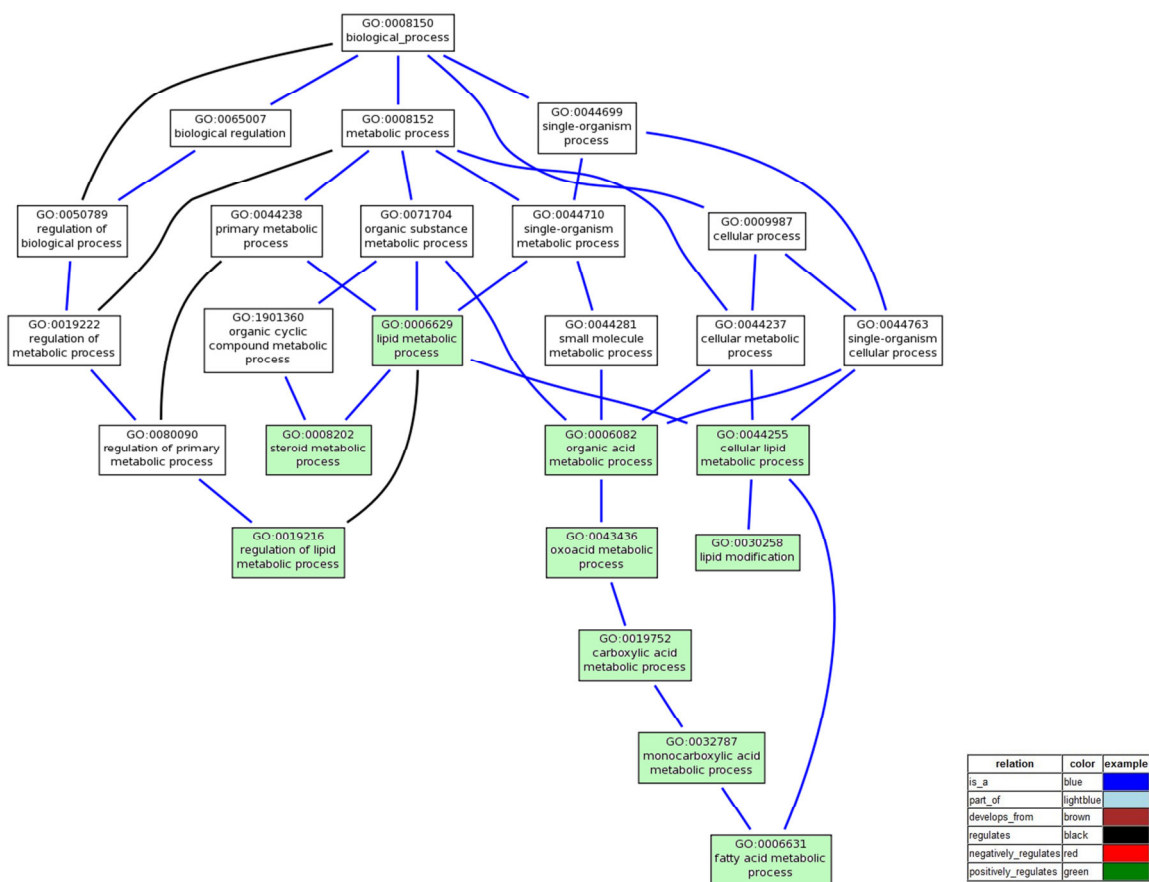 GO:0008150
biological_process
GO:0065007
biological regulation
GO:0008152
metabolic process
GO:0044699
single-organism
process
GO:0050789
regulation of
biological process
GO:0044238
primary metabolic
process
GO:0071704
organic substance
metabolic process
GO:0044710
single-organism
metabolic process
GO:0009987
cellular process
GO:0019222
regulation of
metabolic process
GO:1901360
organic cyclic
compound metabolic
process
GO:0006629
lipid metabolic
process
GO:0044281
small molecule
metabolic process
GO:0044237
cellular metabolic
process
GO:0044763
single-organism
cellular process
GO:0080090
regulation of primary
metabolic process
GO:0008202
steroid metabolic
process
GO:0006082
organic acid
metabolic process
GO:0044255
cellular lipid
metabolic process
GO:0019216
regulation of lipid
metabolic process
GO:0043436
oxoacid metabolic
process
GO:0030258
lipid modification
GO:0019752
carboxylic acid
metabolic process
GO:0032787
monocarboxylic acid
metabolic process
GO:0006631
fatty acid metabolic
process
relation color example
is_a blue
part_of lightblue
develops_from brown
regulates black
negatively_regulates red
positively_regulates green